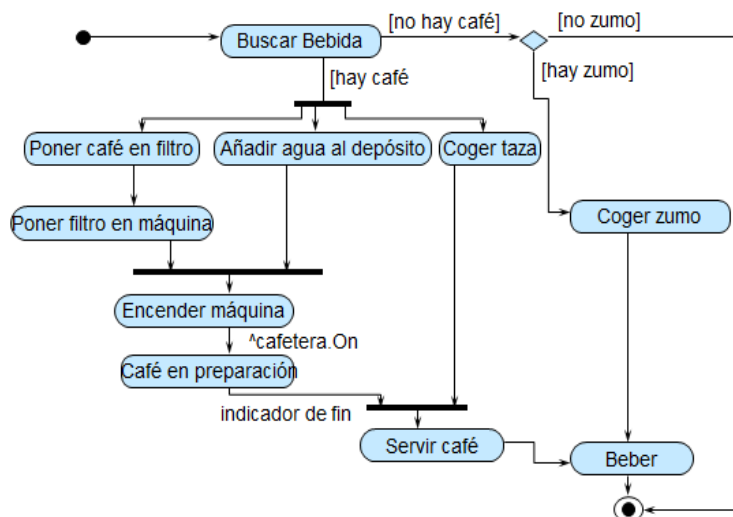 Buscar Bebida
[no hay café]
[no zumo]
[hay café
[hay zumo]
Poner café en filtro
Añadir agua al depósito
Coger taza
Poner filtro en máquina
Coger zumo
Encender máquina
^cafetera.On
Café en preparación
indicador de fin
Servir café
Beber